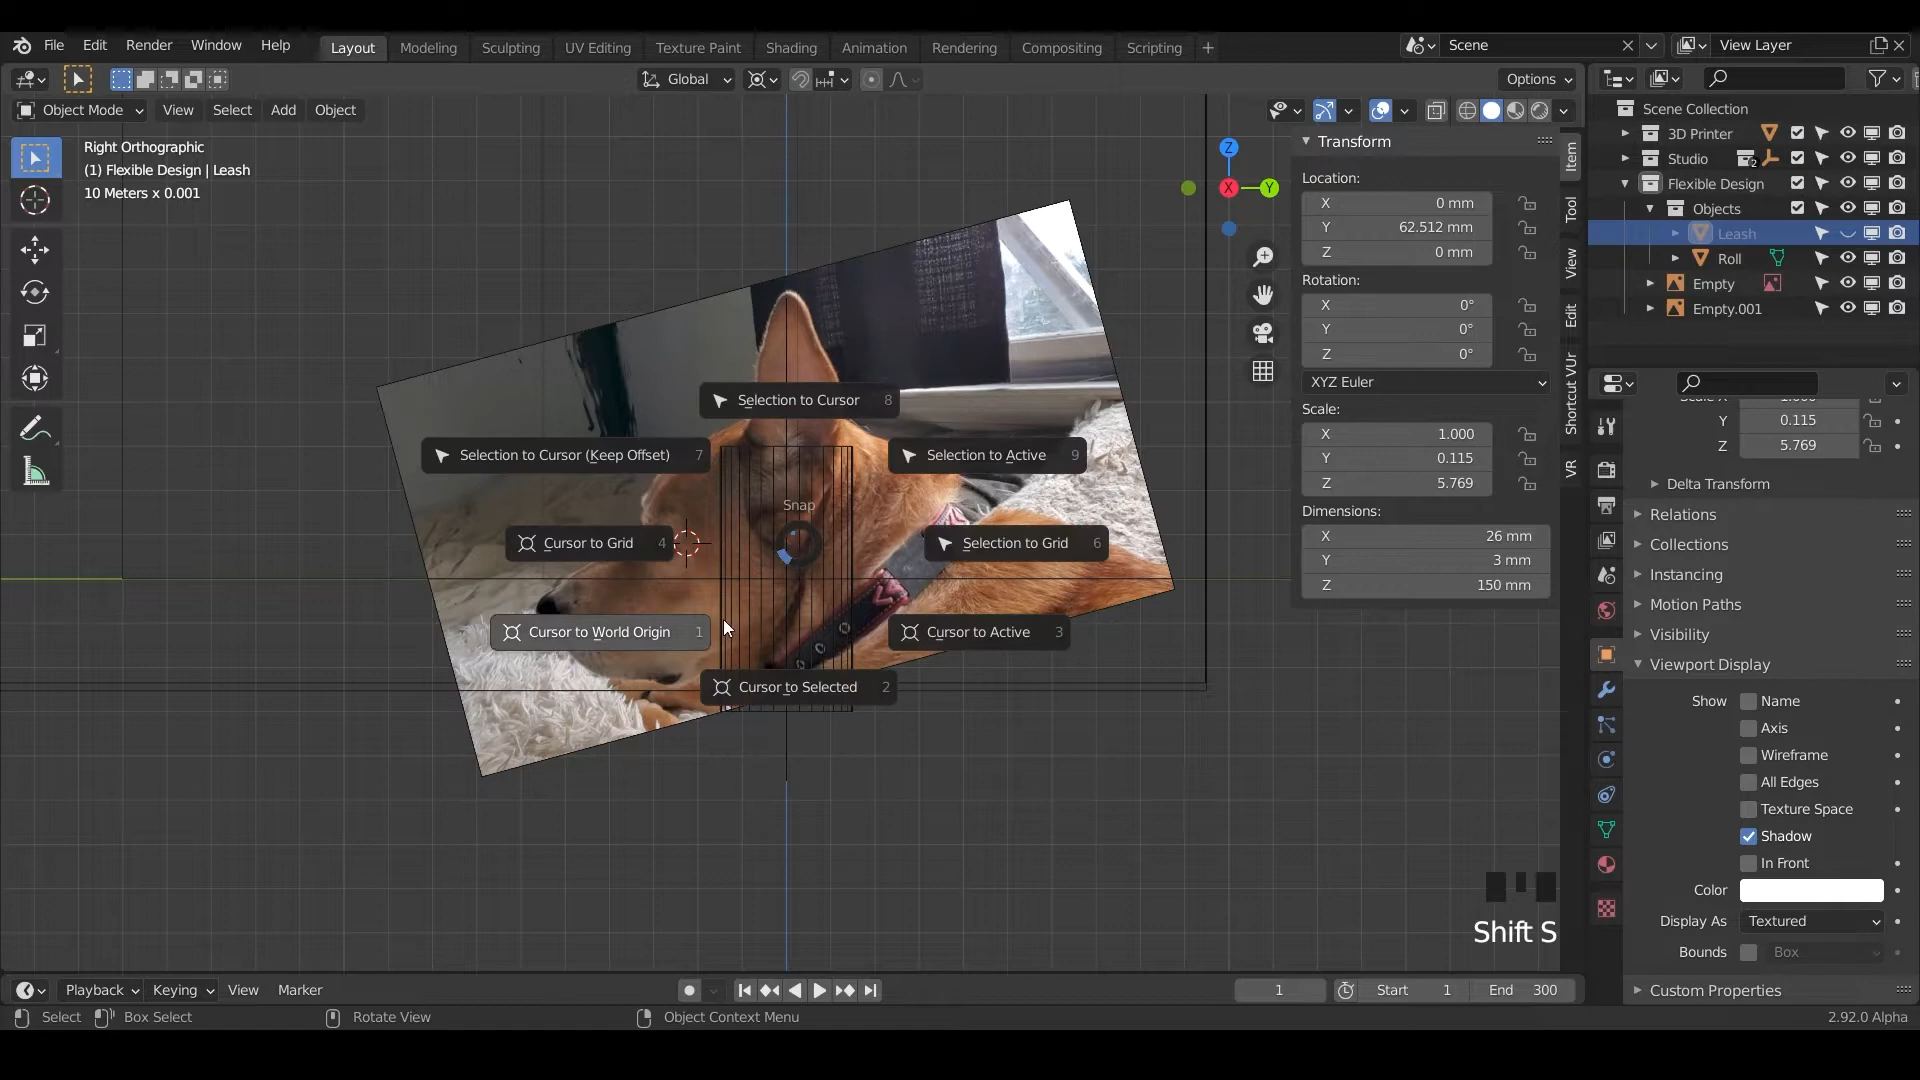 File Edit Render Window Help Layout Modeling Sculpting UV Editing Texture Paint Shading Animation Rendering Compositing Scripting + Scene View Layer
Global Options
Object Mode View Select Add Object
Right Orthographic
(1) Flexible Design | Leash
10 Meters x 0.001
Z
X
Y
Transform
Location:
X 0 mm
Y 62.512 mm
Z 0 mm
Rotation:
X 0°
Y 0°
Z 0°
XYZ Euler
Scale:
X 1.000
Y 0.115
Z 5.769
Dimensions:
X 26 mm
Y 3 mm
Z 150 mm
Item
Tool
View
Edit
Shortcut VUr
VR
Scene Collection
3D Printer
Studio 2
Flexible Design
Objects
Leash
Roll
Empty
Empty.001
Selection to Cursor 8
Selection to Cursor (Keep Offset) 7
Selection to Active 9
Snap
Cursor to Grid 4
Selection to Grid 6
Cursor to World Origin 1
Cursor to Active 3
Cursor to Selected 2
Y 0.115
Z 5.769
Delta Transform
Relations
Collections
Instancing
Motion Paths
Visibility
Viewport Display
Show Name
Axis
Wireframe
All Edges
Texture Space
Shadow
In Front
Color
Display As Textured
Bounds Box
Custom Properties
Shift S
Playback Keying View Marker 1 Start 1 End 300
Select Box Select Rotate View Object Context Menu 2.92.0 Alpha